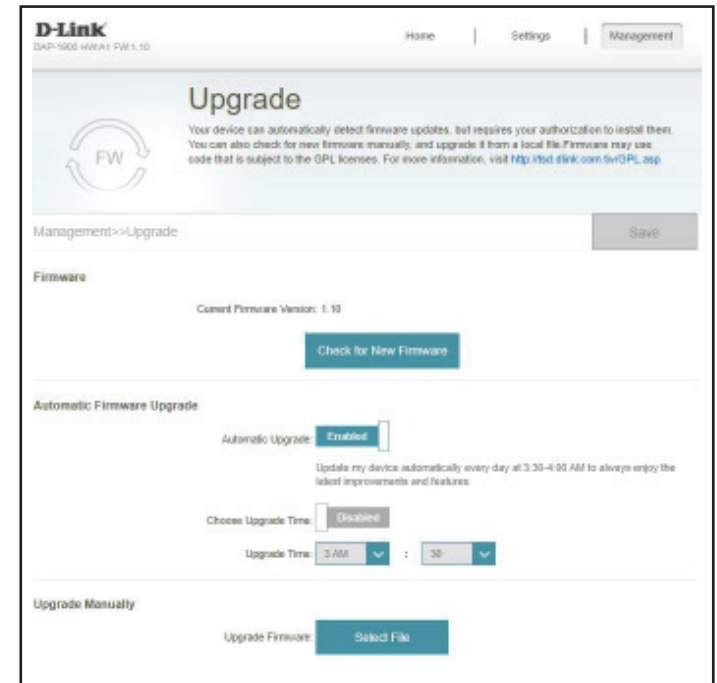 D-Link
DAP-1900 HW:A1 FW:1.10
Home | Settings | Management
Upgrade
Your device can automatically detect firmware updates, but requires your authorization to install them.
You can also check for new firmware manually, and upgrade it from a local file.Firmware may use
code that is subject to the GPL licenses. For more information, visit http://tsd.dlink.com.tw/GPL.asp.
FW
Management>>Upgrade
Save
Firmware
Current Firmware Version: 1.10
Check for New Firmware
Automatic Firmware Upgrade
Automatic Upgrade: Enabled
Update my device automatically every day at 3:30-4:00 AM to always enjoy the
latest improvements and features.
Choose Upgrade Time: Disabled
Upgrade Time: 3 AM : 30
Upgrade Manually
Upgrade Firmware: Select File